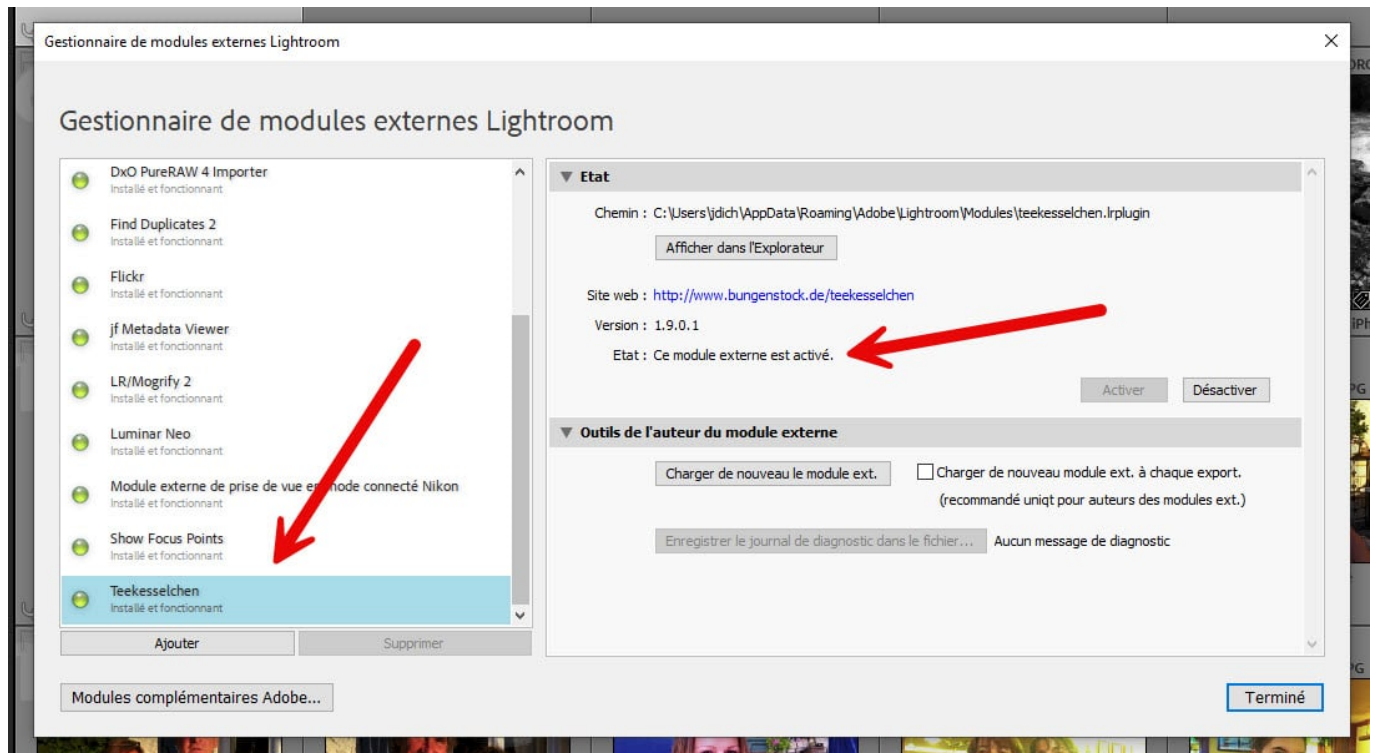 Gestionnaire de modules externes Lightroom
Gestionnaire de modules externes Lightroom
DxO PureRAW 4 Importer
Installé et fonctionnant
Find Duplicates 2
Installé et fonctionnant
Flickr
Installé et fonctionnant
jf Metadata Viewer
Installé et fonctionnant
LR/Mogrify 2
Installé et fonctionnant
Luminar Neo
Installé et fonctionnant
Module externe de prise de vue en mode connecté Nikon
Installé et fonctionnant
Show Focus Points
Installé et fonctionnant
Teekesselchen
Installé et fonctionnant
Ajouter
Supprimer
Modules complémentaires Adobe...
Etat
Chemin : C:\Users\jdich\AppData\Roaming\Adobe\Lightroom\Modules\teekesselchen.lrplugin
Afficher dans l'Explorateur
Site web : http://www.bungenstock.de/teekesselchen
Version : 1.9.0.1
Etat : Ce module externe est activé.
Activer
Désactiver
Outils de l'auteur du module externe
Charger de nouveau le module ext.
Charger de nouveau module ext. à chaque export.
(recommandé uniqt pour auteurs des modules ext.)
Enregistrer le journal de diagnostic dans le fichier...
Aucun message de diagnostic
Terminé